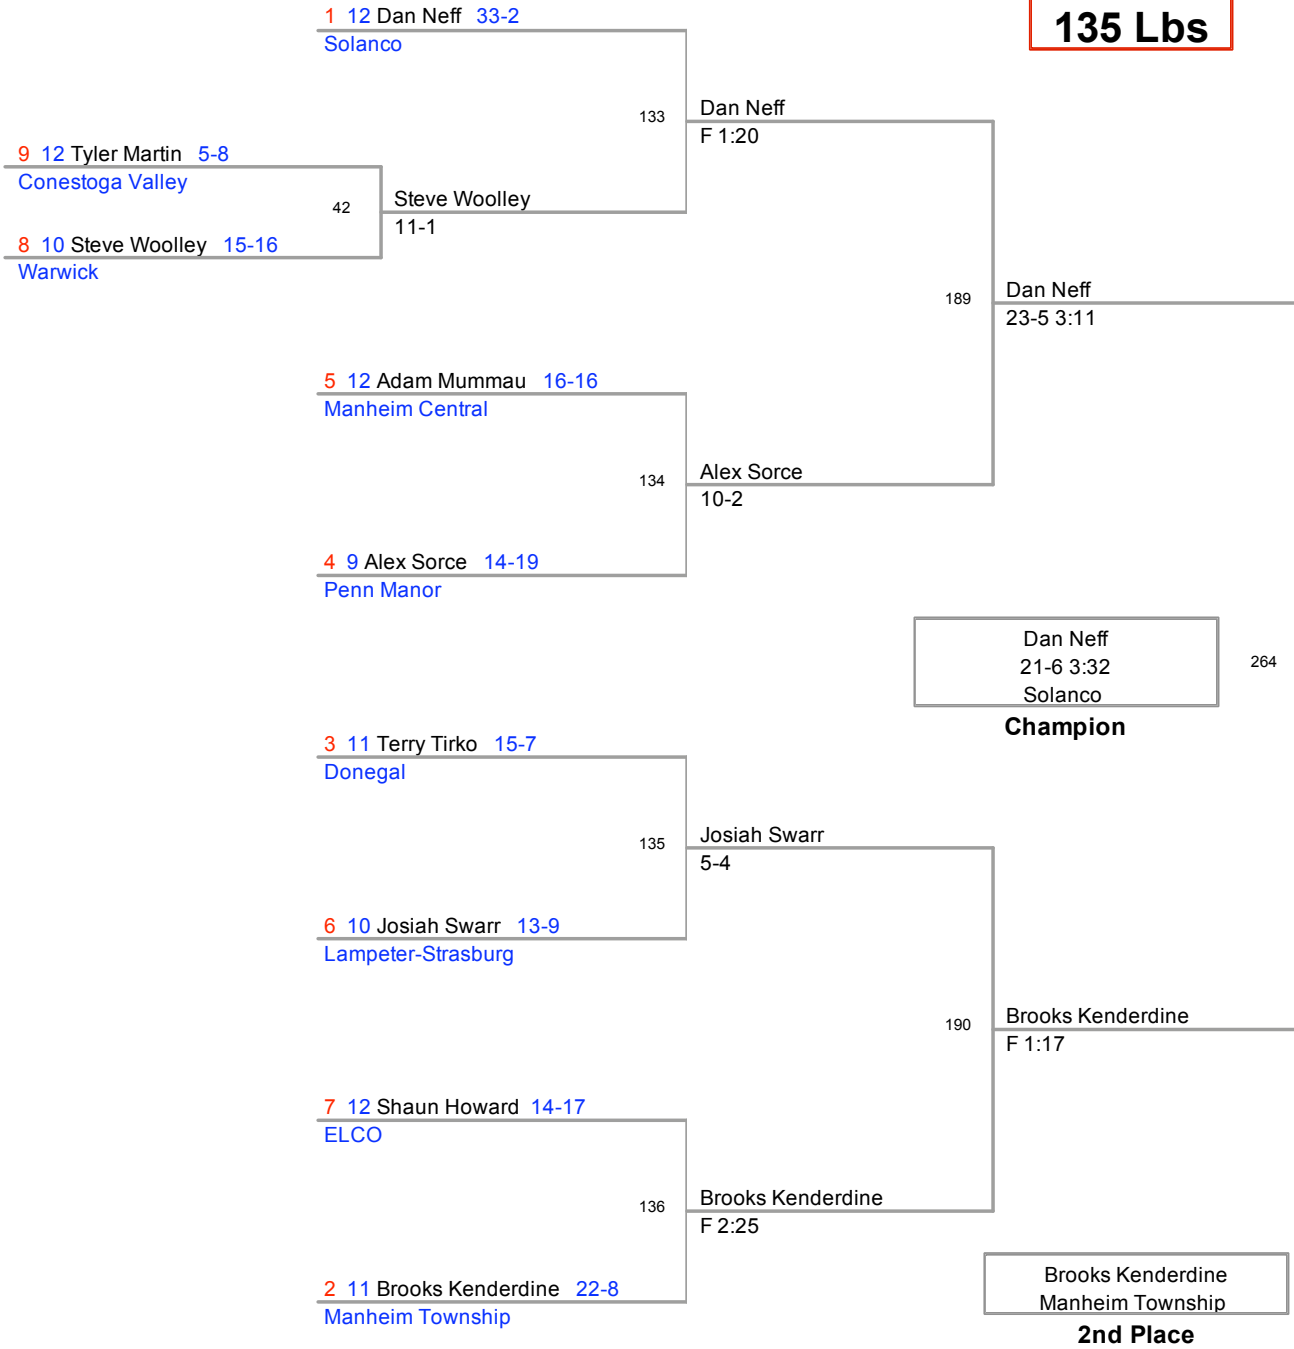 1 12 Dan Neff 33-2
Solanco
135 Lbs
133
Dan Neff
F 1:20
9 12 Tyler Martin 5-8
Conestoga Valley
42
Steve Woolley
11-1
8 10 Steve Woolley 15-16
Warwick
189
Dan Neff
23-5 3:11
5 12 Adam Mummau 16-16
Manheim Central
134
Alex Sorce
10-2
4 9 Alex Sorce 14-19
Penn Manor
Dan Neff
21-6 3:32
Solanco
Champion
264
3 11 Terry Tirko 15-7
Donegal
135
Josiah Swarr
5-4
6 10 Josiah Swarr 13-9
Lampeter-Strasburg
190
Brooks Kenderdine
F 1:17
7 12 Shaun Howard 14-17
ELCO
136
Brooks Kenderdine
F 2:25
2 11 Brooks Kenderdine 22-8
Manheim Township
Brooks Kenderdine
Manheim Township
2nd Place